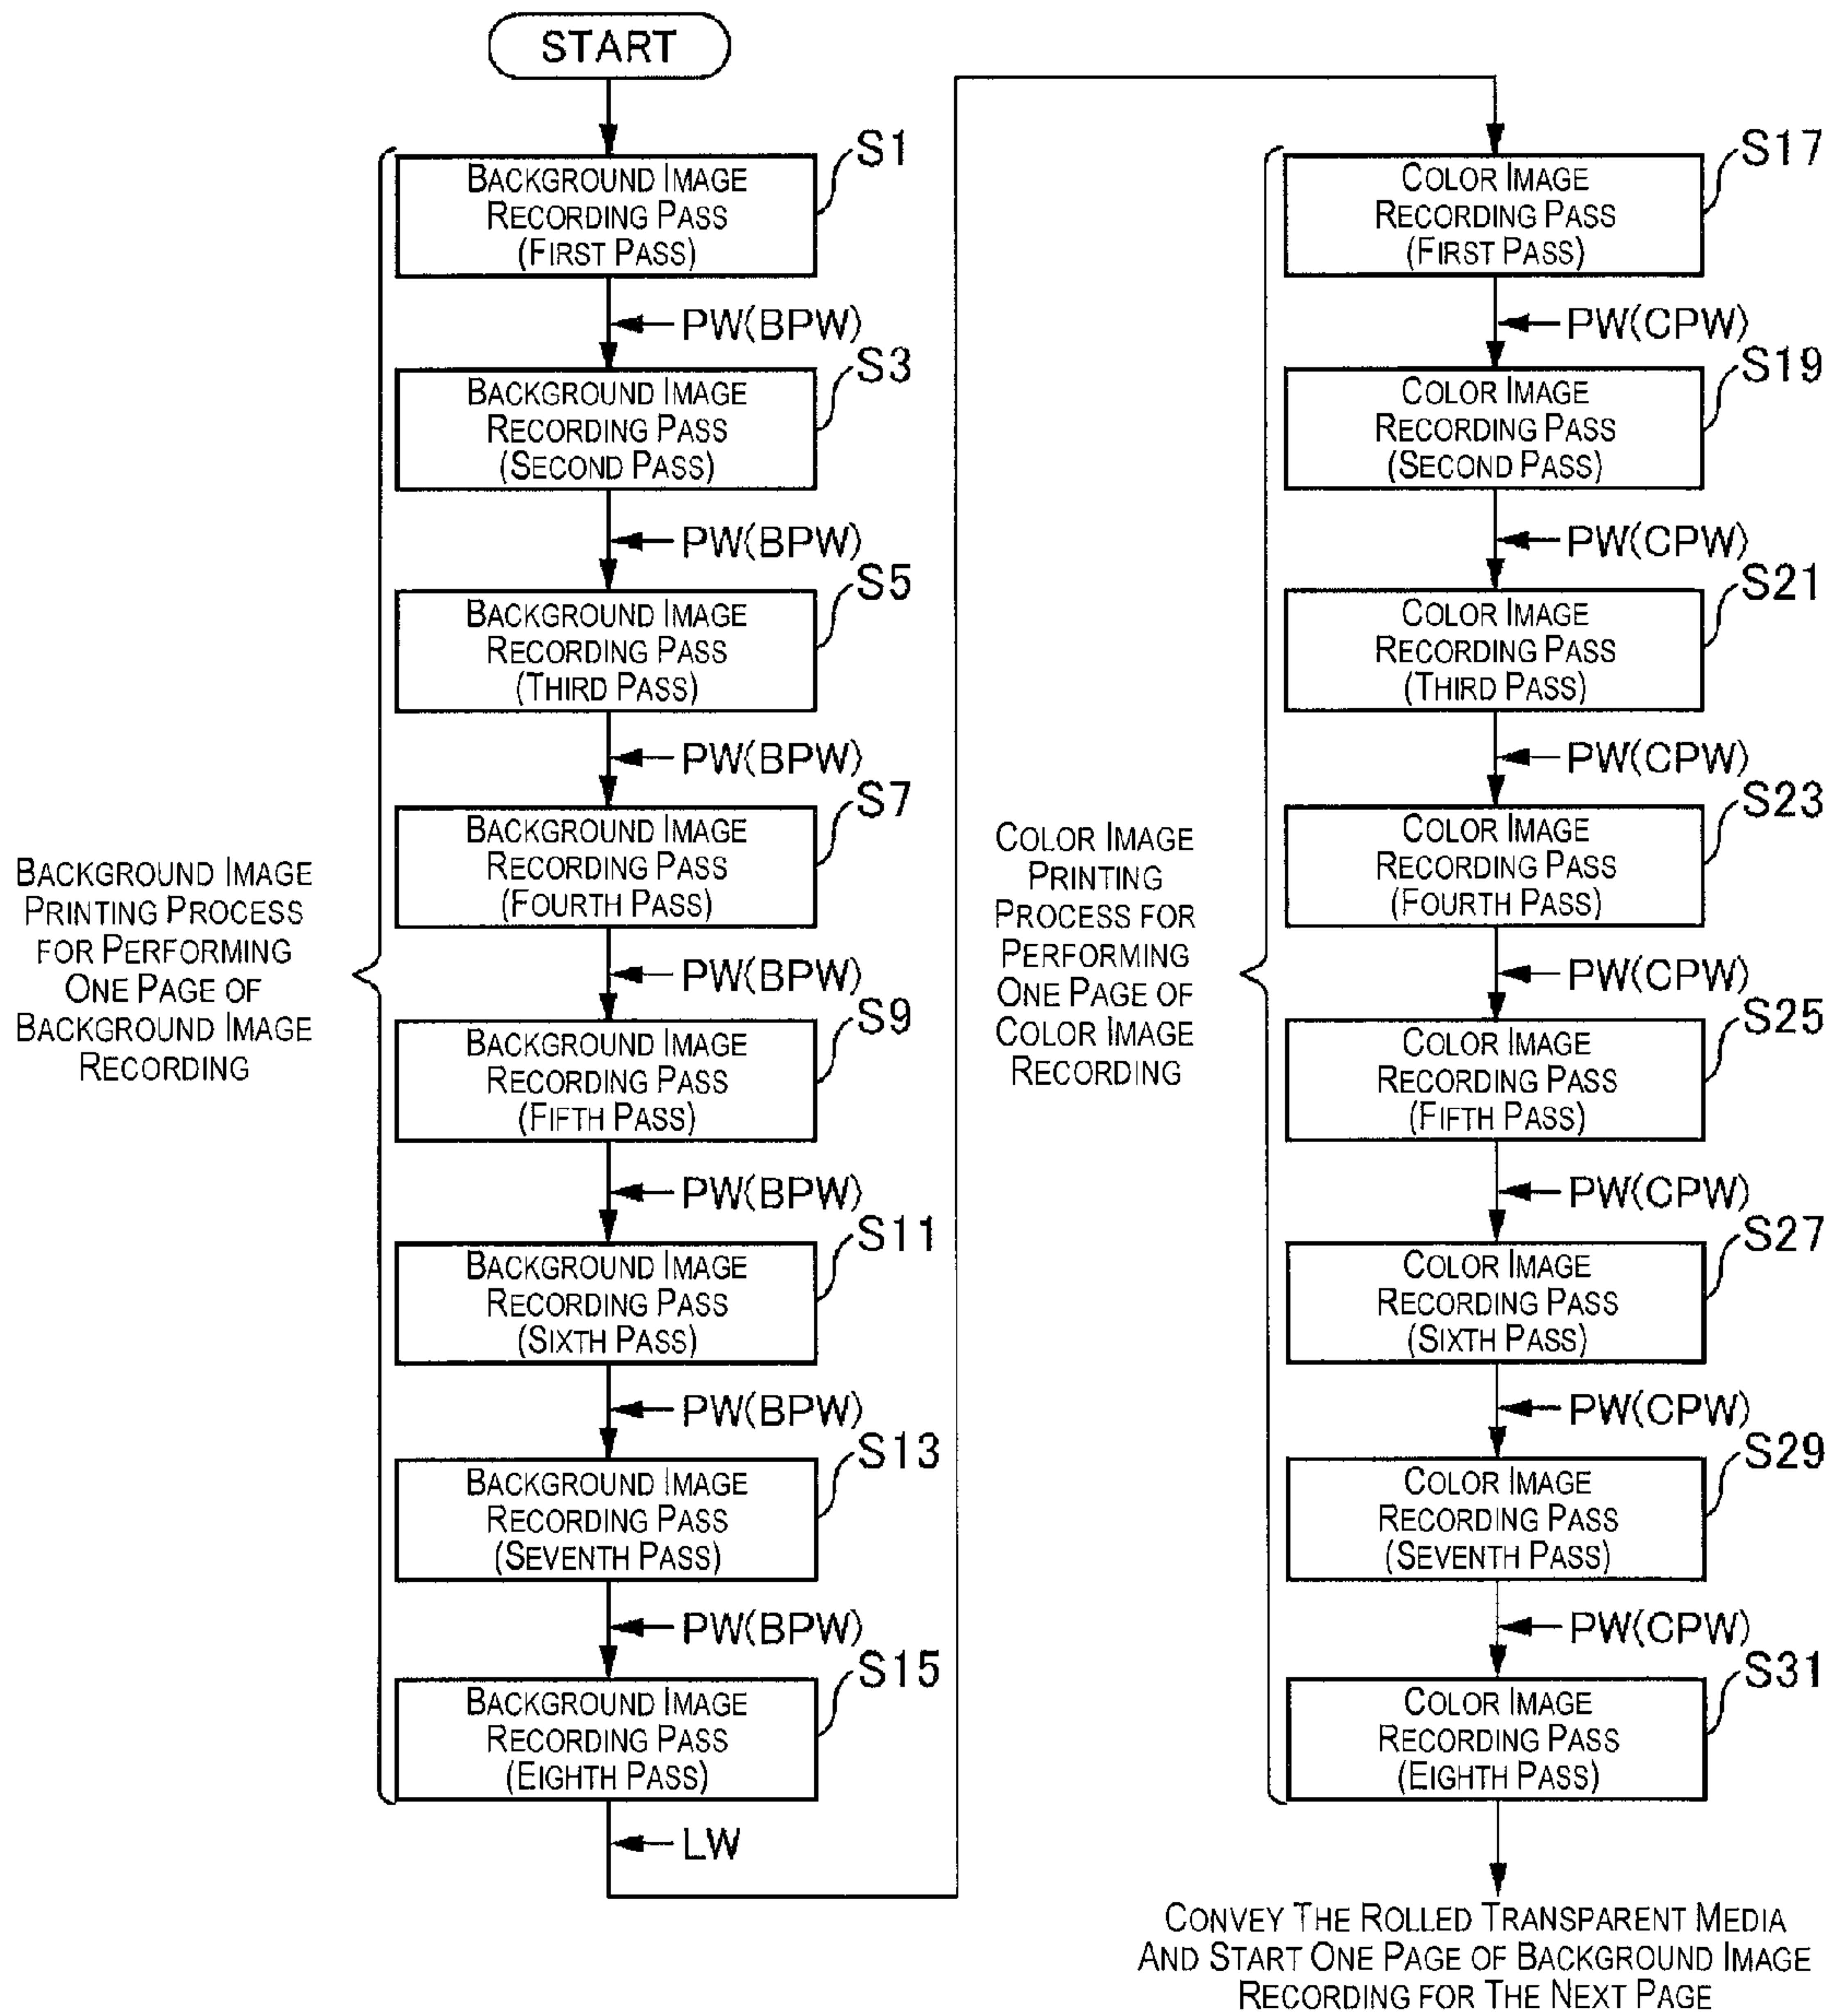 START
BACKGROUND IMAGE
RECORDING PASS
(FIRST PASS)
S1
PW(BPW)
BACKGROUND IMAGE
RECORDING PASS
(SECOND PASS)
S3
PW(BPW)
BACKGROUND IMAGE
RECORDING PASS
(THIRD PASS)
S5
PW(BPW)
BACKGROUND IMAGE
RECORDING PASS
(FOURTH PASS)
S7
PW(BPW)
BACKGROUND IMAGE
RECORDING PASS
(FIFTH PASS)
S9
PW(BPW)
BACKGROUND IMAGE
RECORDING PASS
(SIXTH PASS)
S11
PW(BPW)
BACKGROUND IMAGE
RECORDING PASS
(SEVENTH PASS)
S13
PW(BPW)
BACKGROUND IMAGE
RECORDING PASS
(EIGHTH PASS)
S15
LW
BACKGROUND IMAGE
PRINTING PROCESS
FOR PERFORMING
ONE PAGE OF
BACKGROUND IMAGE
RECORDING
COLOR IMAGE
RECORDING PASS
(FIRST PASS)
S17
PW(CPW)
COLOR IMAGE
RECORDING PASS
(SECOND PASS)
S19
PW(CPW)
COLOR IMAGE
RECORDING PASS
(THIRD PASS)
S21
PW(CPW)
COLOR IMAGE
RECORDING PASS
(FOURTH PASS)
S23
PW(CPW)
COLOR IMAGE
RECORDING PASS
(FIFTH PASS)
S25
PW(CPW)
COLOR IMAGE
RECORDING PASS
(SIXTH PASS)
S27
PW(CPW)
COLOR IMAGE
RECORDING PASS
(SEVENTH PASS)
S29
PW(CPW)
COLOR IMAGE
RECORDING PASS
(EIGHTH PASS)
S31
COLOR IMAGE
PRINTING
PROCESS FOR
PERFORMING
ONE PAGE OF
COLOR IMAGE
RECORDING
CONVEY THE ROLLED TRANSPARENT MEDIA
AND START ONE PAGE OF BACKGROUND IMAGE
RECORDING FOR THE NEXT PAGE